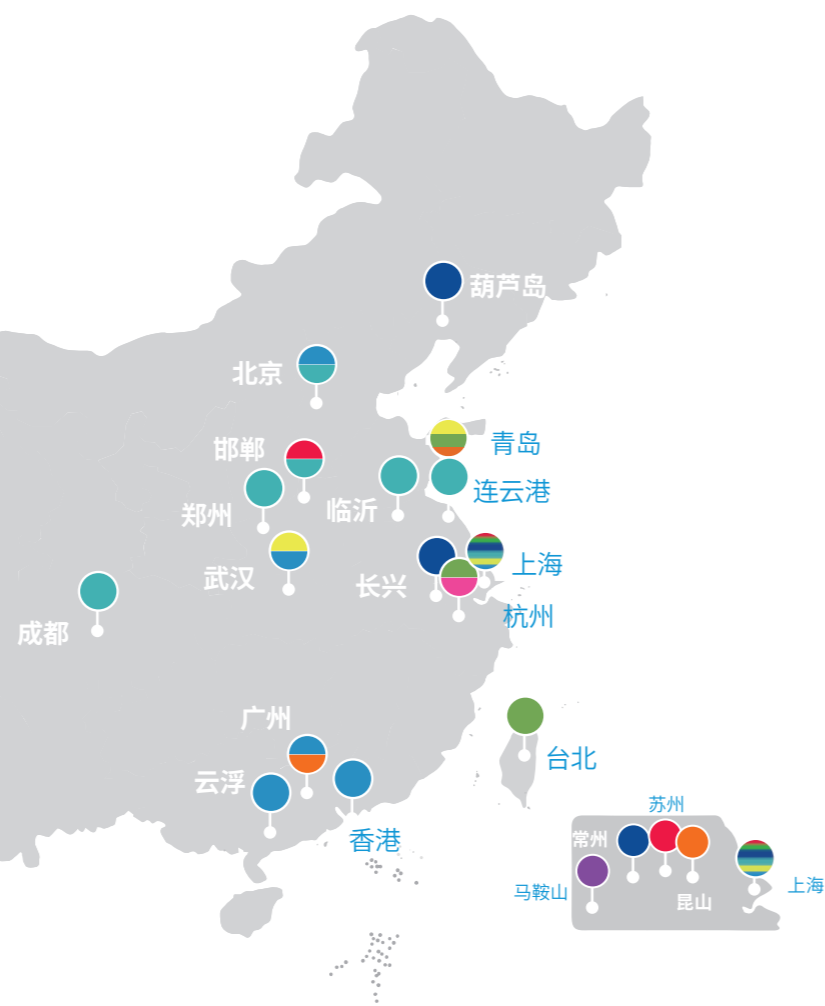 葫芦岛
北京
青岛
邯郸
连云港
临沂
郑州
上海
武汉
长兴
杭州
成都
广州
台北
云浮
香港
苏州
常州
马鞍山
昆山
上海